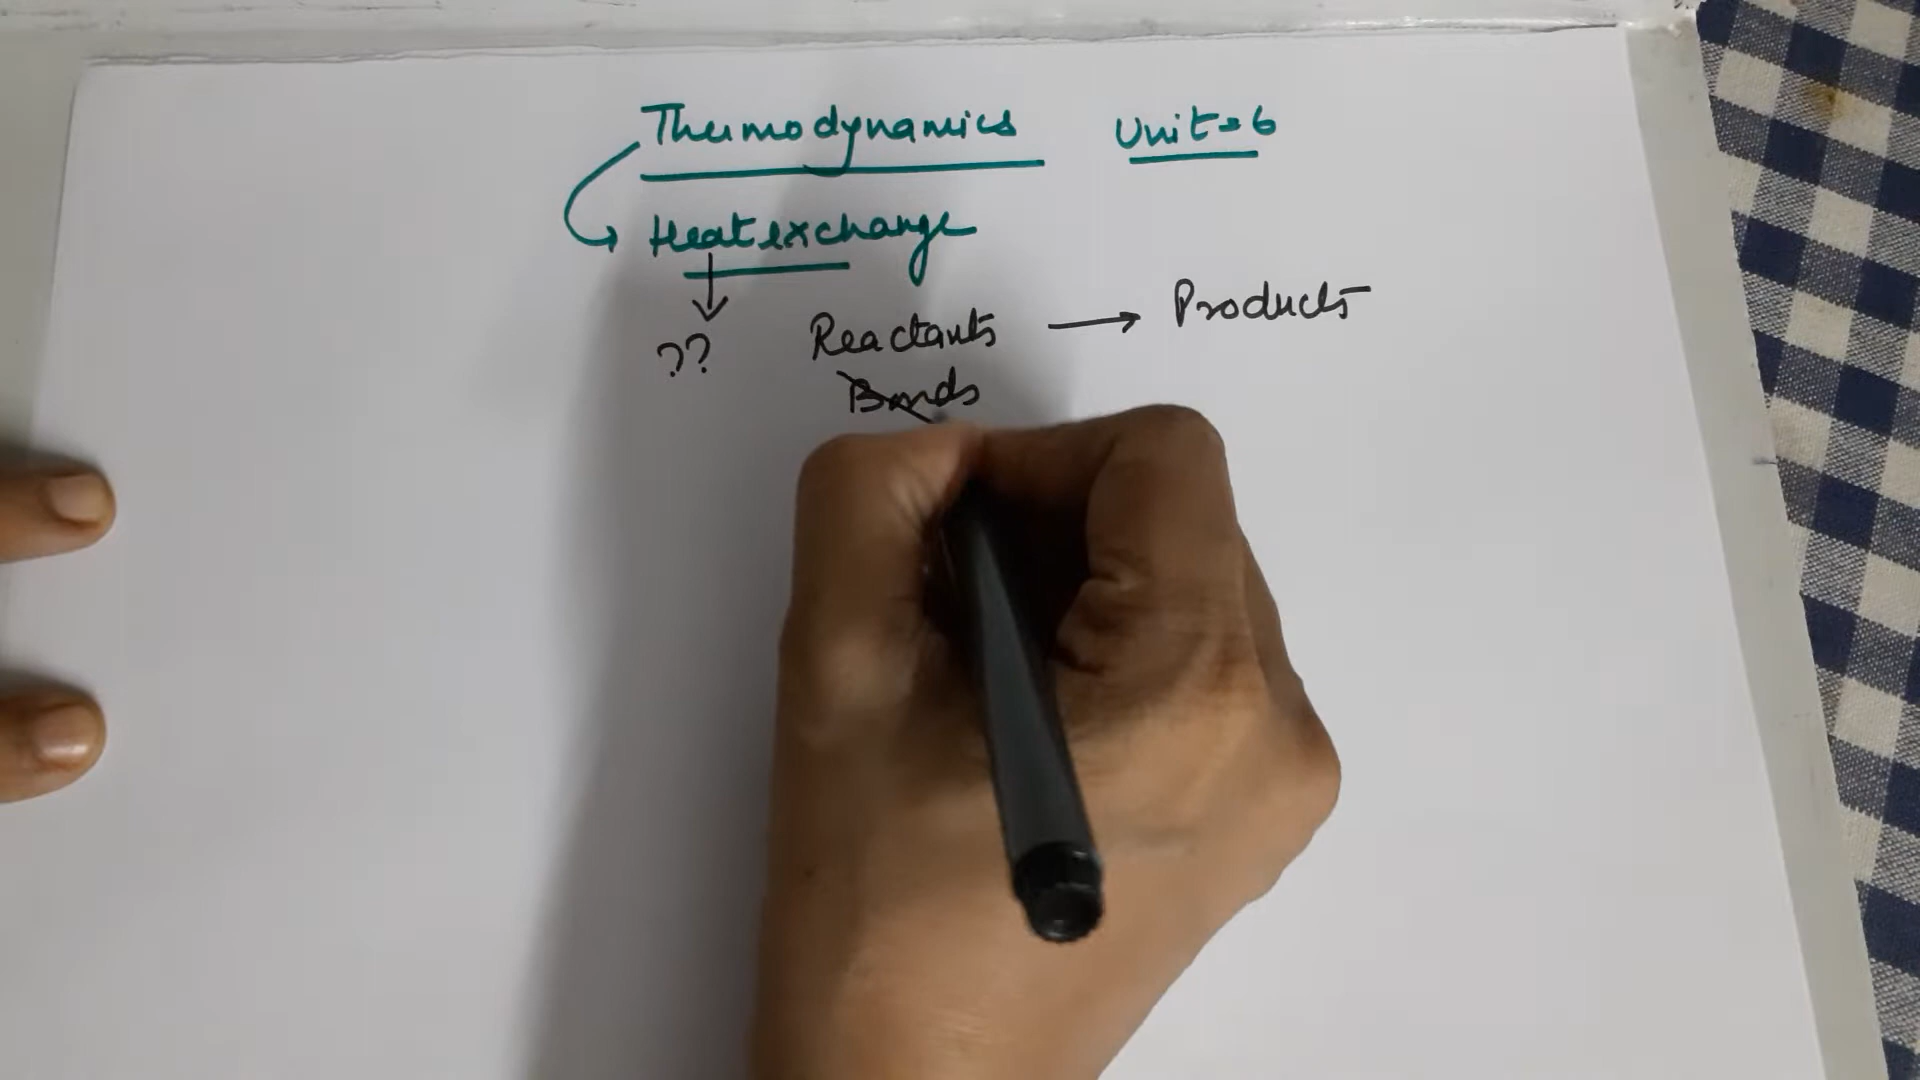 Thermodynamics Unit-6
Heat exchange
?? Reactants → Products
Bonds